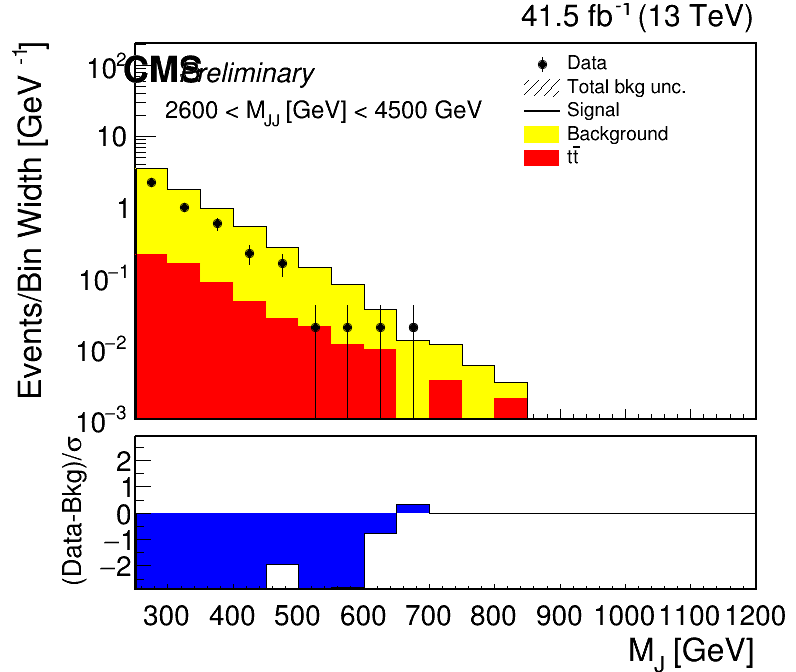 41.5 fb⁻¹ (13 TeV)
CMS Preliminary
2600 < M_JJ [GeV] < 4500 GeV
Data
Total bkg unc.
Signal
Background
tt̄
Events/Bin Width [GeV⁻¹]
10²
10
1
10⁻¹
10⁻²
10⁻³
(Data-Bkg)/σ
2
1
0
−1
−2
300 400 500 600 700 800 900 1000 1100 1200
M_J [GeV]